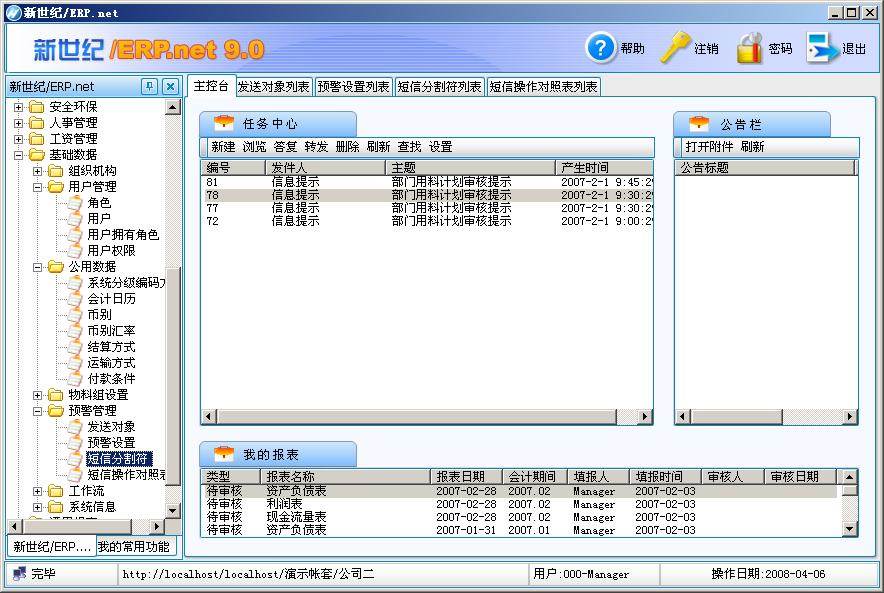 新世纪/ERP.net
新世纪/ERP.net 9.0
帮助 注销 密码 退出
新世纪/ERP.net
主控台 发送对象列表 预警设置列表 短信分割符列表 短信操作对照表列表
安全环保
人事管理
工资管理
基础数据
组织机构
用户管理
角色
用户
用户拥有角色
用户权限
公用数据
系统分级编码方
会计日历
币别
币别汇率
结算方式
运输方式
付款条件
物料组设置
预警管理
发送对象
预警设置
短信分割符
短信操作对照表
工作流
系统信息
新世纪/ERP.... 我的常用功能
任务中心
新建 浏览 答复 转发 删除 刷新 查找 设置
编号 发件人 主题 产生时间
81 信息提示 部门用料计划审核提示 2007-2-1 9:45:29
78 信息提示 部门用料计划审核提示 2007-2-1 9:30:29
77 信息提示 部门用料计划审核提示 2007-2-1 9:30:29
72 信息提示 部门用料计划审核提示 2007-2-1 9:00:29
公告栏
打开附件 刷新
公告标题
我的报表
类型 报表名称 报表日期 会计期间 填报人 填报时间 审核人 审核日期
待审核 资产负债表 2007-02-28 2007.02 Manager 2007-02-03
待审核 利润表 2007-02-28 2007.02 Manager 2007-02-03
待审核 现金流量表 2007-02-28 2007.02 Manager 2007-02-03
待审核 资产负债表 2007-01-31 2007.01 Manager 2007-02-03
完毕 http://localhost/localhost/演示帐套/公司二 用户:000-Manager 操作日期:2008-04-06